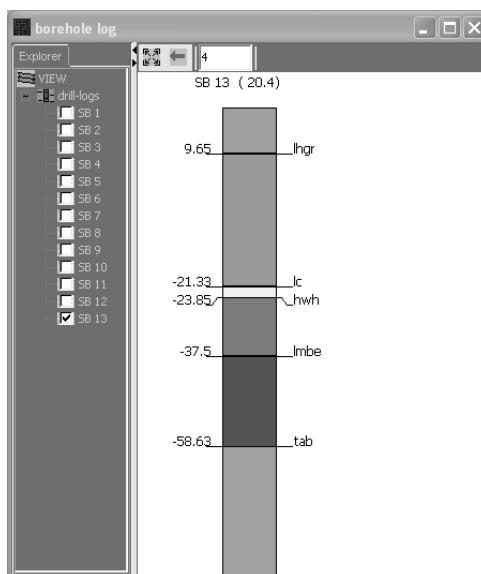 borehole log
Explorer
4
VIEW
drill-logs
SB 1
SB 2
SB 3
SB 4
SB 5
SB 6
SB 7
SB 8
SB 9
SB 10
SB 11
SB 12
SB 13
SB 13 ( 20.4)
9.65 lhgr
-21.33 lc
-23.85 hwh
-37.5 lmbe
-58.63 tab